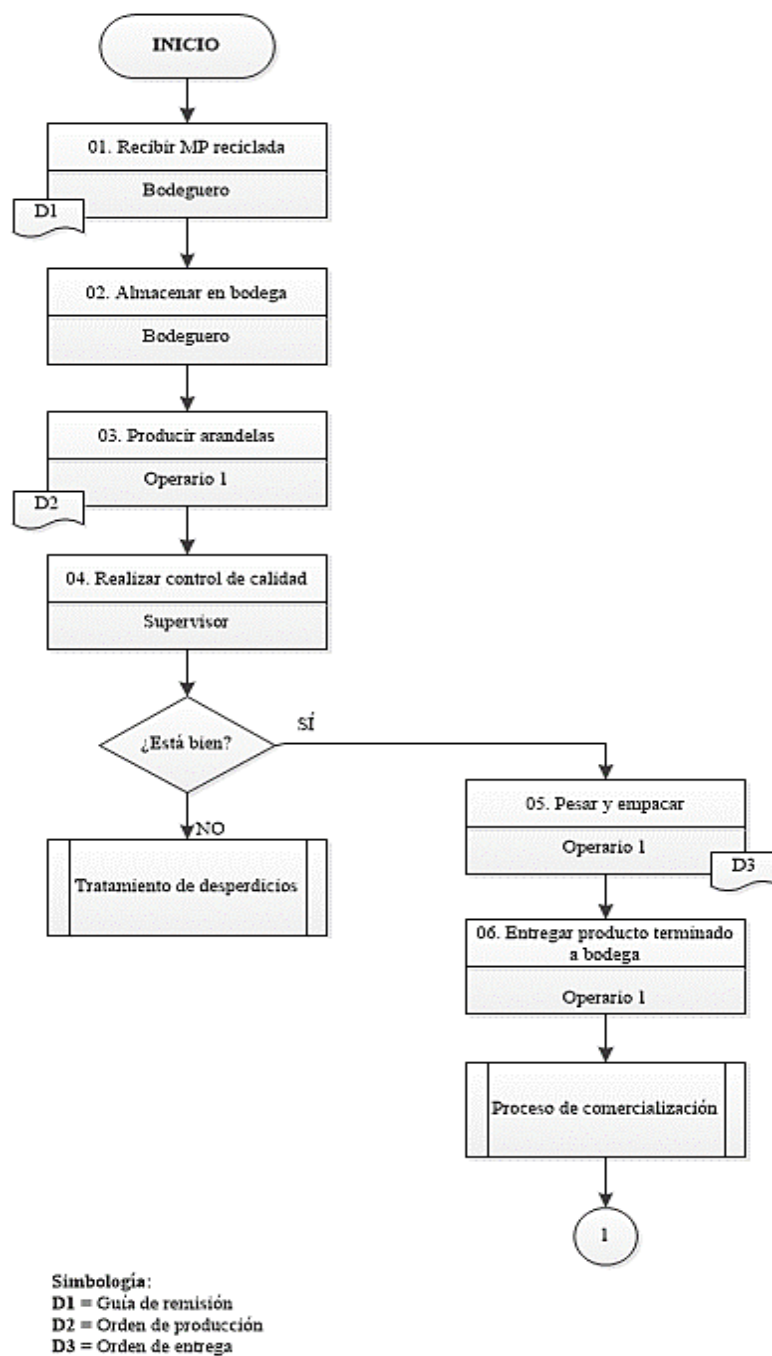 INICIO
01. Recibir MP reciclada
Bodeguero
D1
02. Almacenar en bodega
Bodeguero
03. Producir arandelas
Operario 1
D2
04. Realizar control de calidad
Supervisor
¿Está bien?
SÍ
NO
Tratamiento de desperdicios
05. Pesar y empacar
Operario 1
D3
06. Entregar producto terminado
a bodega
Operario 1
Proceso de comercialización
1
Simbología:
D1 = Guía de remisión
D2 = Orden de producción
D3 = Orden de entrega